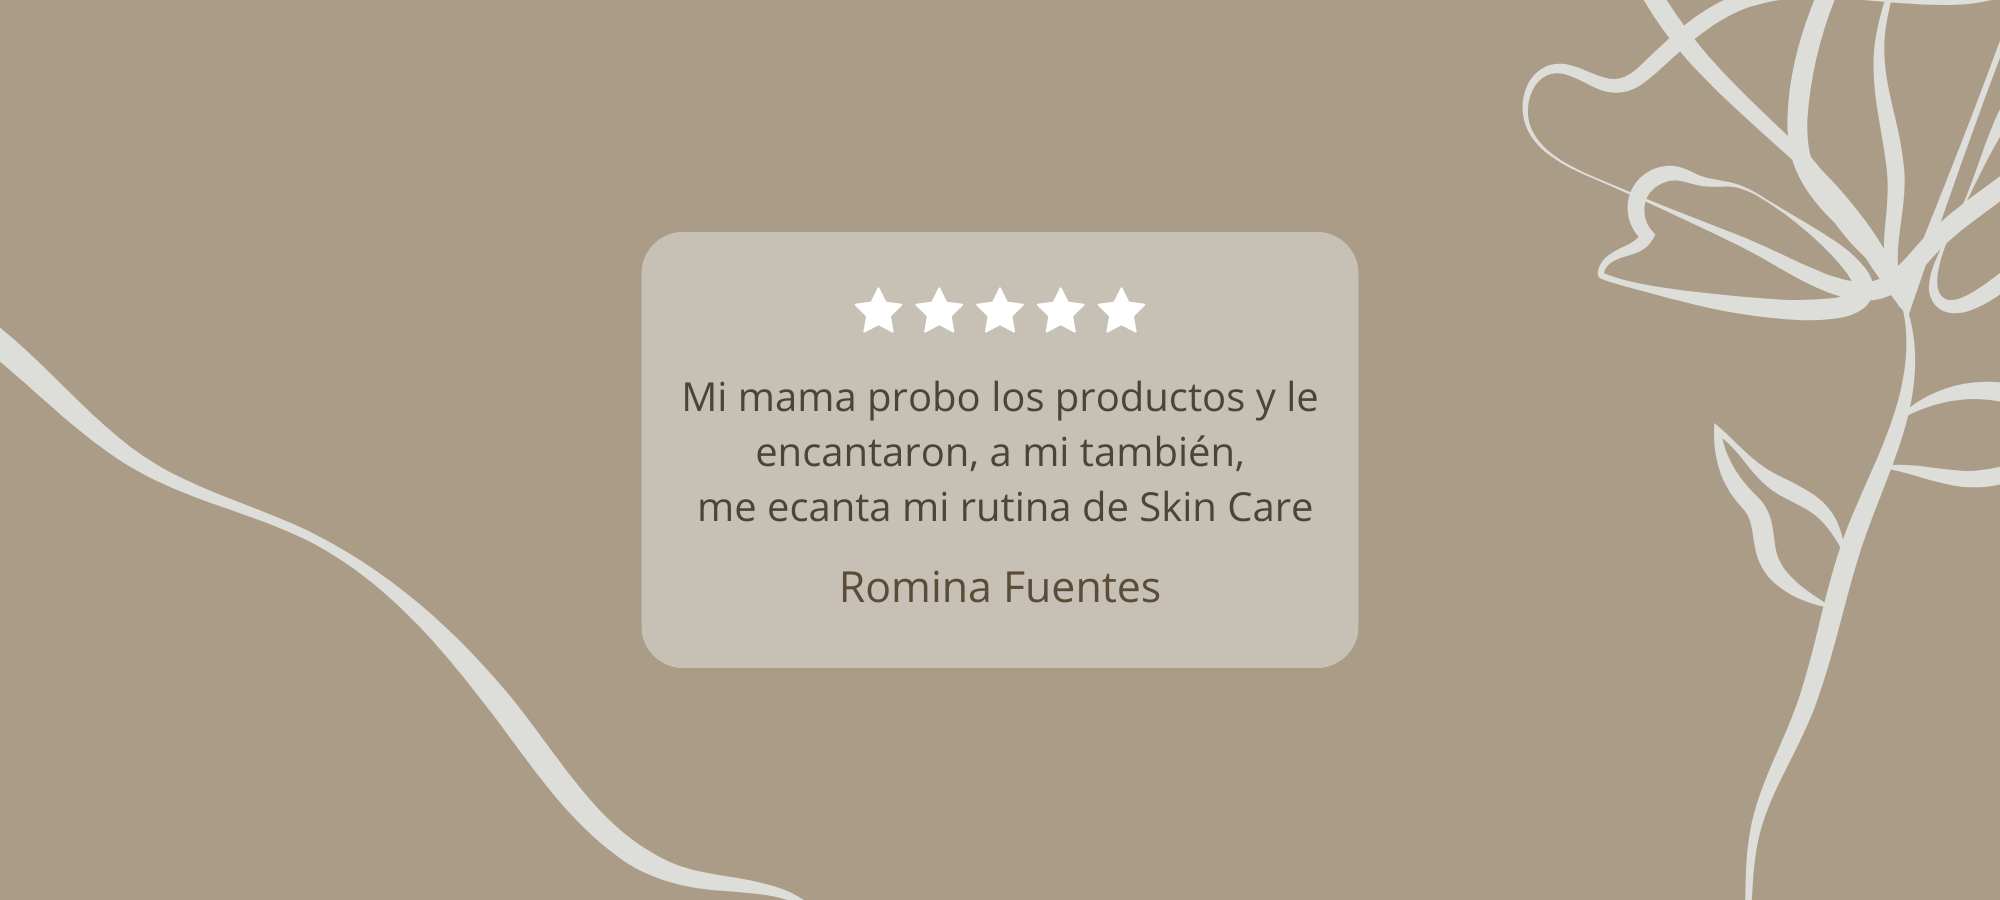 Mi mama probo los productos y le
encantaron, a mi también,
me ecanta mi rutina de Skin Care
Romina Fuentes